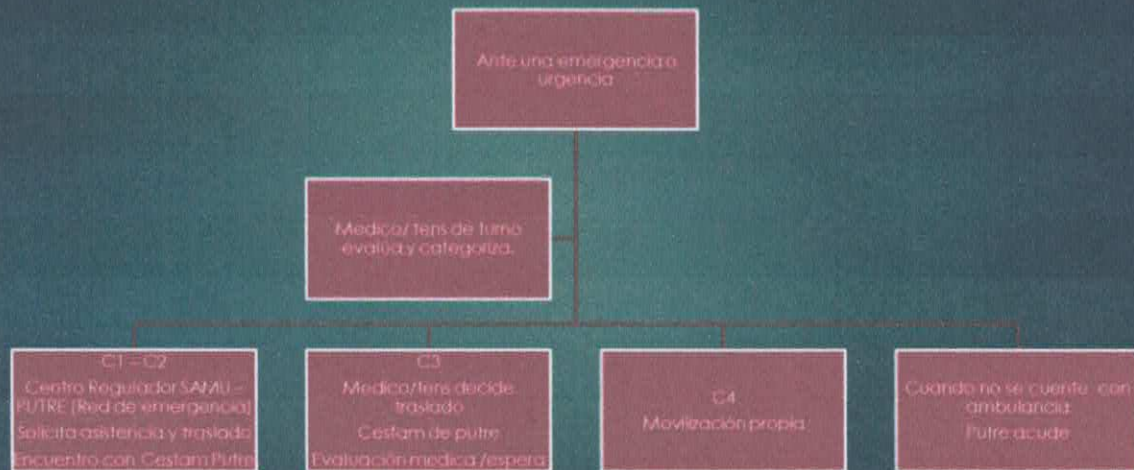 Ante una emergencia o
urgencia
Medico/ tens de turno
evalúa y categoriza.
C1 – C2
Centro Regulador SAMU –
PUTRE (Red de emergencia)
Solicita asistencia y traslado
Encuentro con Cesfam Putre
C3
Medico/tens decide
traslado
Cesfam de putre
Evaluación medica /espera
C4
Movilización propia
Cuando no se cuente con
ambulancia
Putre acude